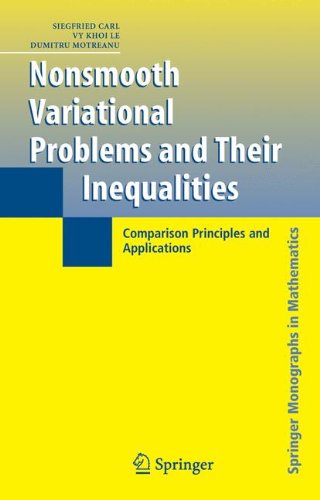 SIEGFRIED CARL
VY KHOI LE
DUMITRU MOTREANU
Nonsmooth
Variational
Problems and Their
Inequalities
Comparison Principles and
Applications
Springer Monographs in Mathematics
Springer